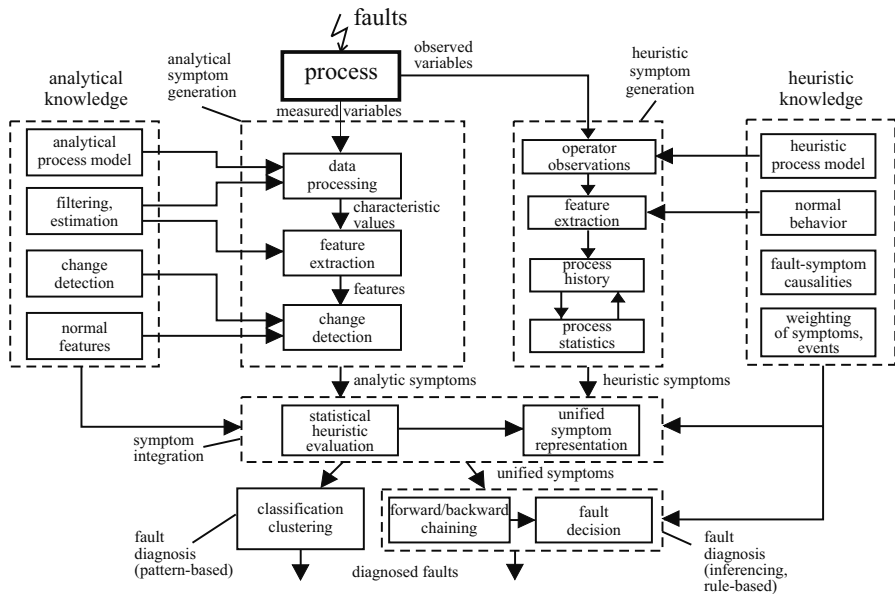 faults
process
observed
variables
analytical
symptom
generation
heuristic
symptom
generation
analytical
knowledge
heuristic
knowledge
measured variables
analytical
process model
filtering,
estimation
change
detection
normal
features
data
processing
characteristic
values
feature
extraction
features
change
detection
operator
observations
feature
extraction
process
history
process
statistics
heuristic
process model
normal
behavior
fault-symptom
causalities
weighting
of symptoms,
events
analytic symptoms
heuristic symptoms
symptom
integration
statistical
heuristic
evaluation
unified
symptom
representation
unified symptoms
classification
clustering
forward/backward
chaining
fault
decision
fault
diagnosis
(pattern-based)
diagnosed faults
fault
diagnosis
(inferencing,
rule-based)